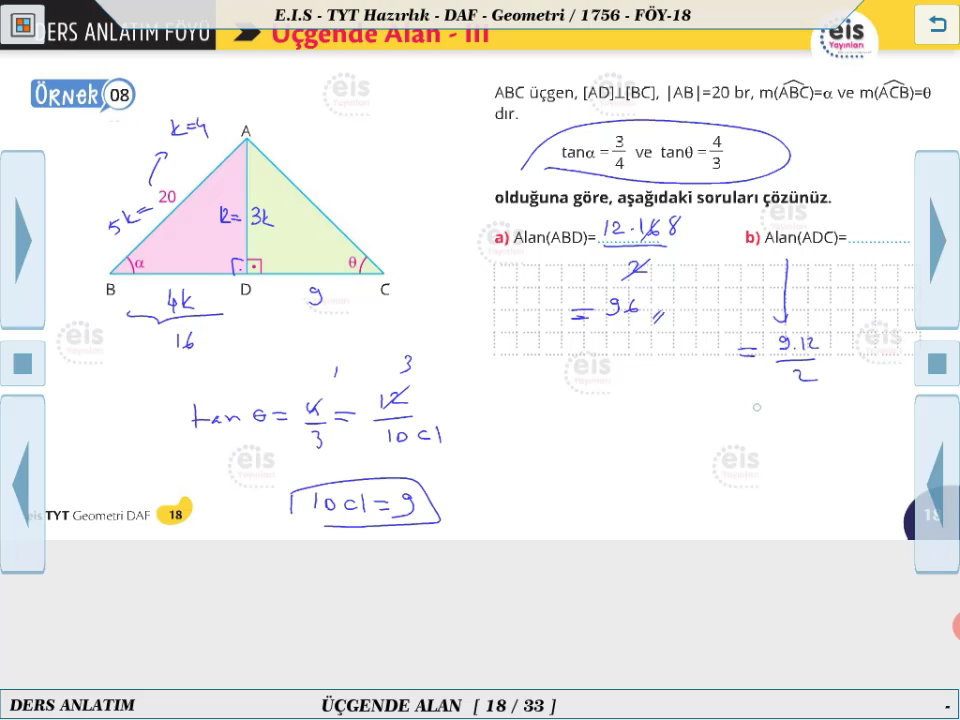 E.I.S - TYT Hazırlık - DAF - Geometri / 1756 - FÖY-18
DERS ANLATIM FÖYÜ
Üçgende Alan - III
eis
Yayınları
Örnek 08
k=4
A
20
5k=
12=3k
α
θ
B
D
C
4k
9
16
ABC üçgen, [AD]⊥[BC], |AB|=20 br, m(ABC)=α ve m(ACB)=θ
dır.
tanα = 3/4 ve tanθ = 4/3
olduğuna göre, aşağıdaki soruları çözünüz.
a) Alan(ABD)=..............
12.16 8
2
= 96
b) Alan(ADC)=..............
= 9.12
2
1 3
tan θ = 4/3 = 12/|DC|
|DC|=9
eis TYT Geometri DAF 18
18
DERS ANLATIM
ÜÇGENDE ALAN [ 18 / 33 ]
-